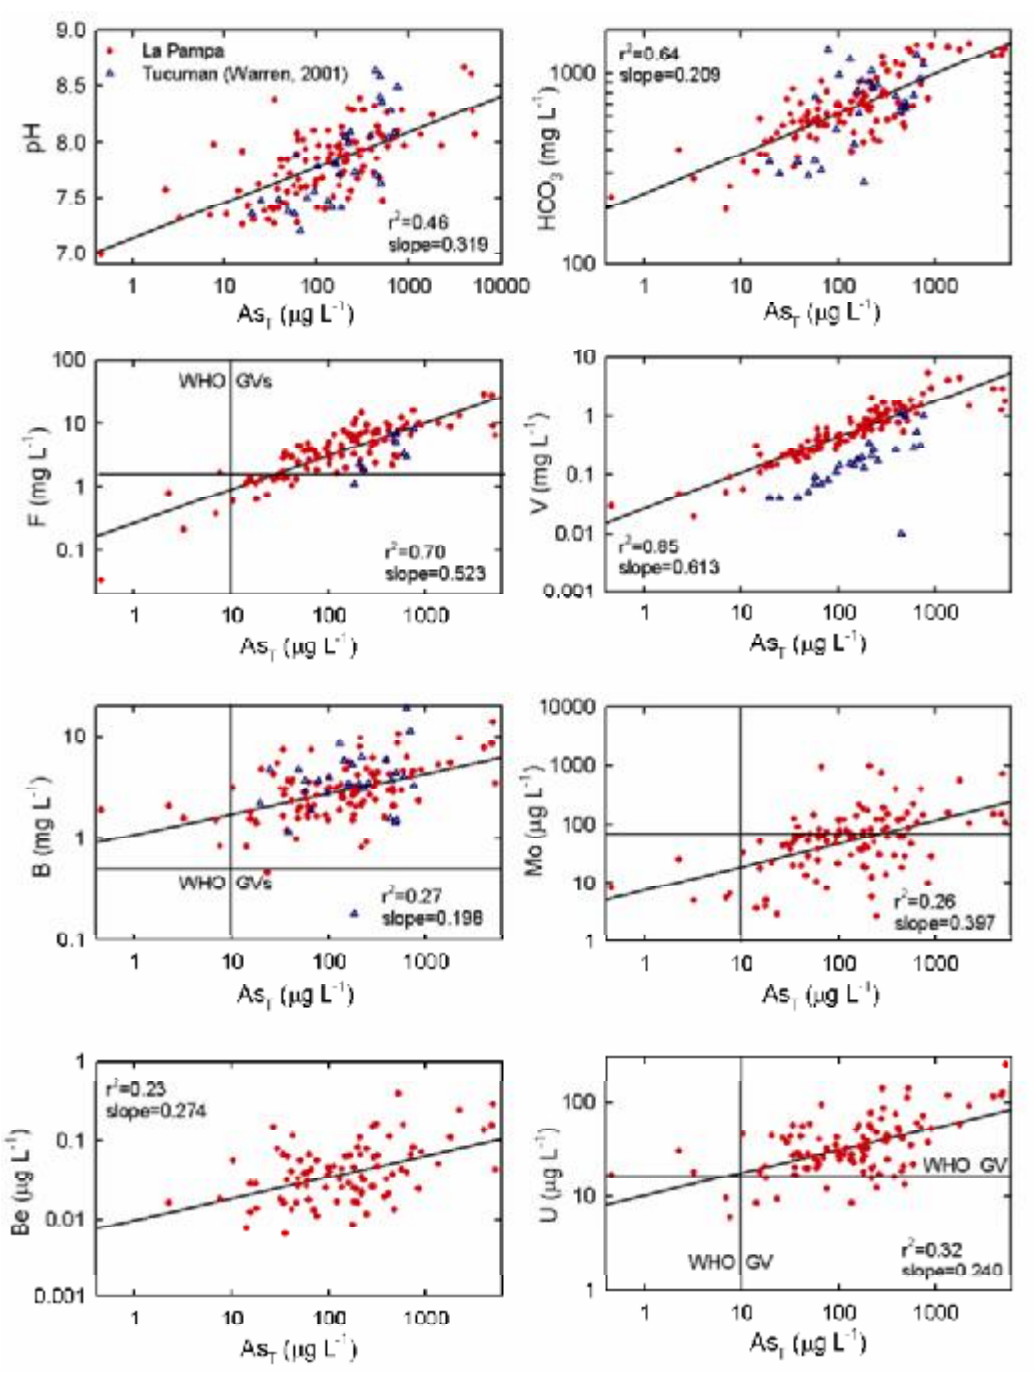 9.0
8.5
8.0
7.5
7.0
pH
La Pampa
Tucuman (Warren, 2001)
r²=0.46
slope=0.319
1 10 100 1000 10000
As_T (µg L⁻¹)
1000
100
HCO₃ (mg L⁻¹)
r²=0.64
slope=0.209
1 10 100 1000
As_T (µg L⁻¹)
100
10
1
0.1
F (mg L⁻¹)
WHO GVs
r²=0.70
slope=0.523
1 10 100 1000
As_T (µg L⁻¹)
10
1
0.1
0.01
0.001
V (mg L⁻¹)
r²=0.85
slope=0.613
1 10 100 1000
As_T (µg L⁻¹)
10
1
0.1
B (mg L⁻¹)
WHO GVs
r²=0.27
slope=0.198
1 10 100 1000
As_T (µg L⁻¹)
10000
1000
100
10
1
Mo (µg L⁻¹)
r²=0.26
slope=0.397
1 10 100 1000
As_T (µg L⁻¹)
1
0.1
0.01
0.001
Be (µg L⁻¹)
r²=0.23
slope=0.274
1 10 100 1000
As_T (µg L⁻¹)
100
10
1
U (µg L⁻¹)
WHO GV
WHO GV
r²=0.32
slope=0.240
1 10 100 1000
As_T (µg L⁻¹)